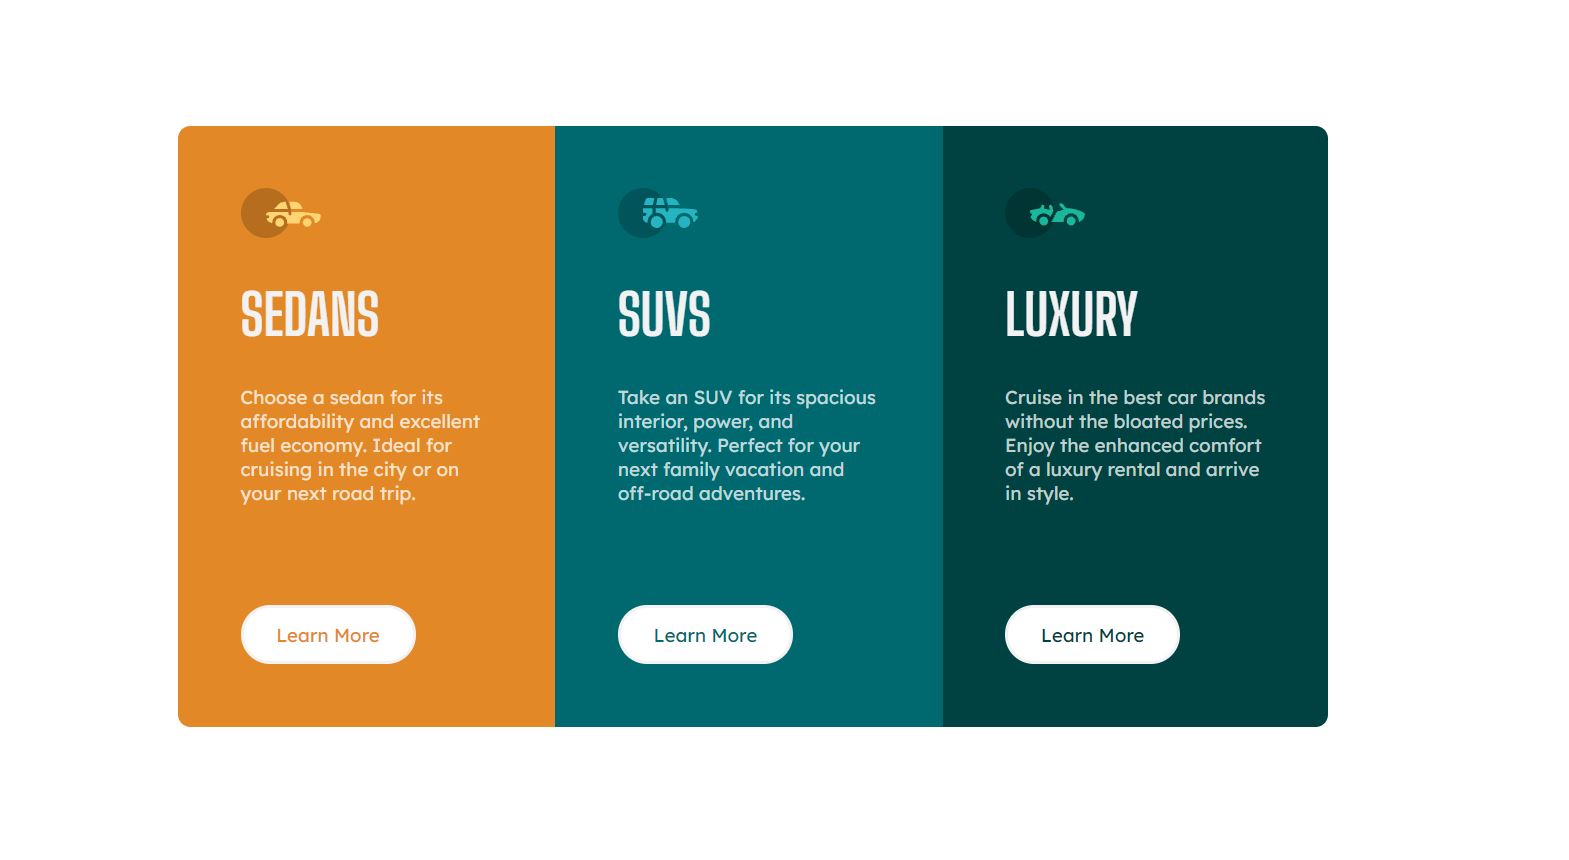 SEDANS
Choose a sedan for its
affordability and excellent
fuel economy. Ideal for
cruising in the city or on
your next road trip.
Learn More
SUVS
Take an SUV for its spacious
interior, power, and
versatility. Perfect for your
next family vacation and
off-road adventures.
Learn More
LUXURY
Cruise in the best car brands
without the bloated prices.
Enjoy the enhanced comfort
of a luxury rental and arrive
in style.
Learn More